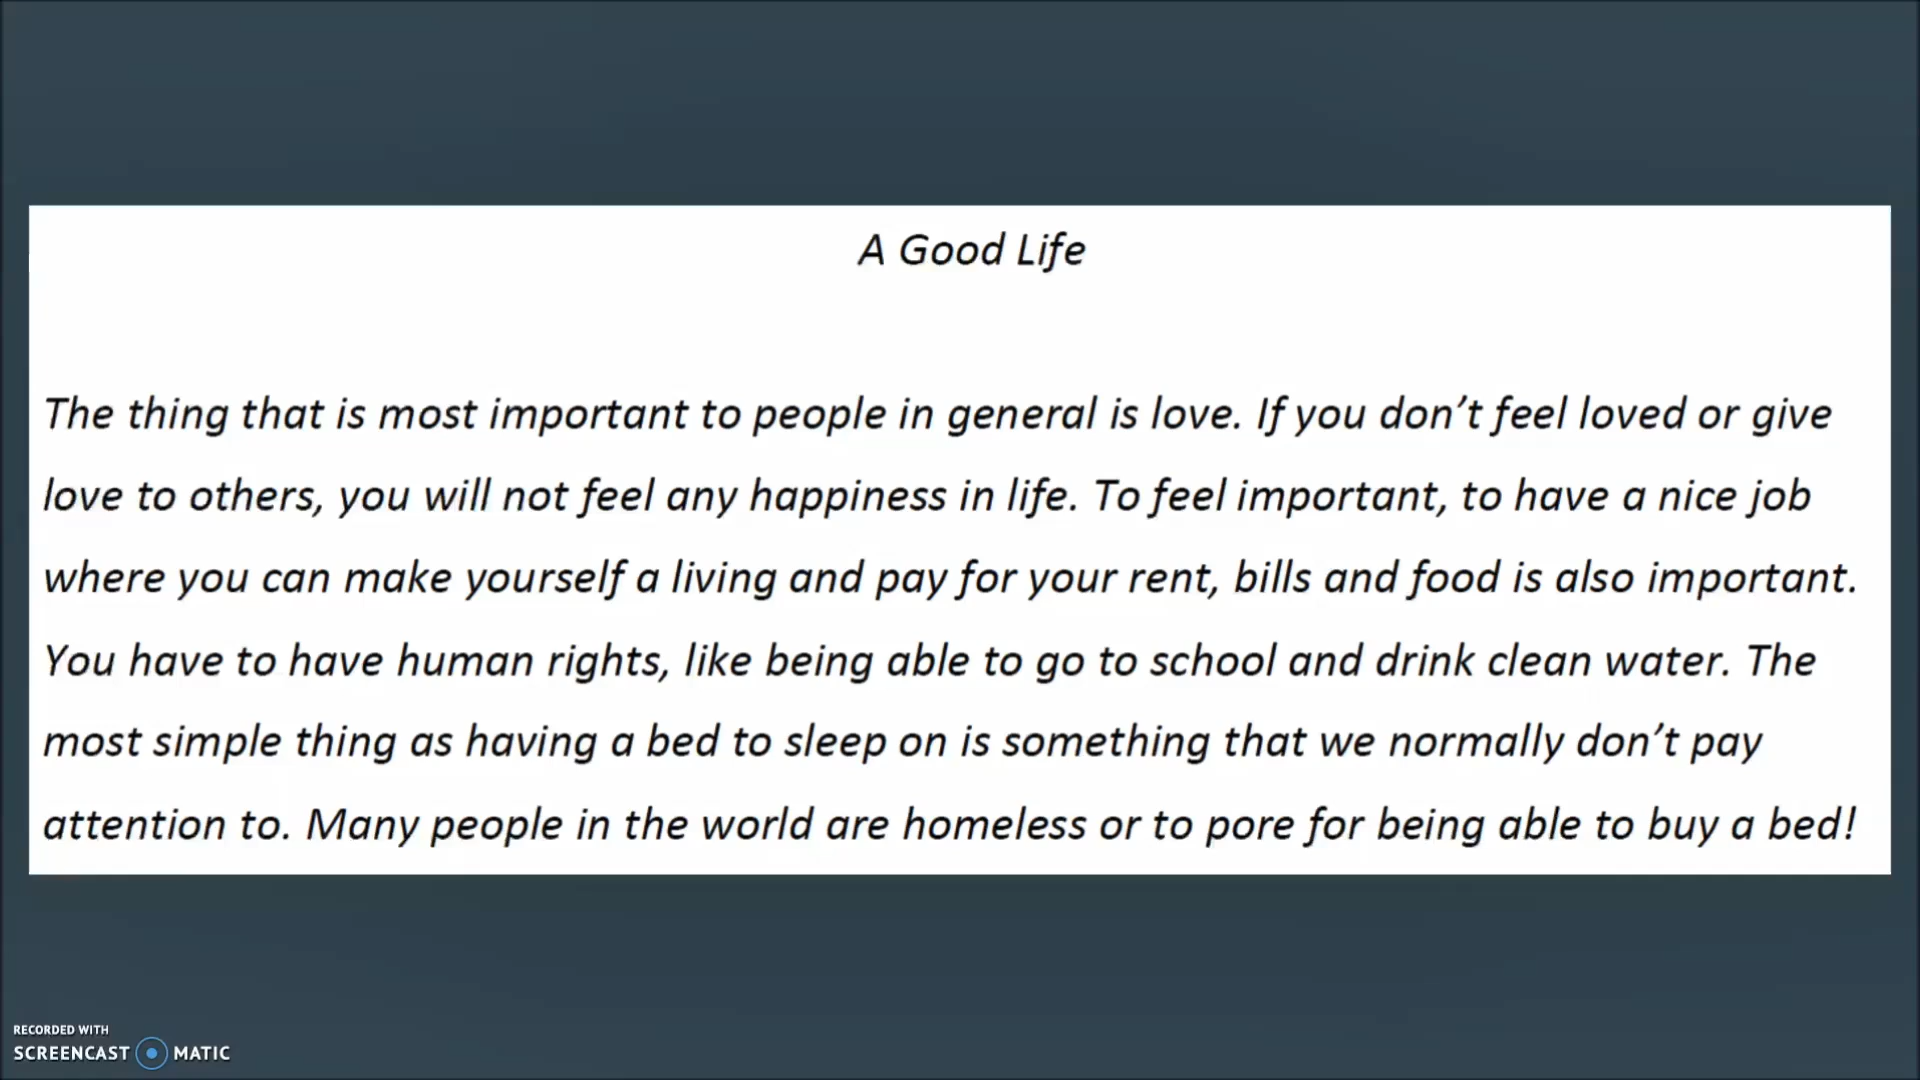 A Good Life
The thing that is most important to people in general is love. If you don’t feel loved or give
love to others, you will not feel any happiness in life. To feel important, to have a nice job
where you can make yourself a living and pay for your rent, bills and food is also important.
You have to have human rights, like being able to go to school and drink clean water. The
most simple thing as having a bed to sleep on is something that we normally don’t pay
attention to. Many people in the world are homeless or to pore for being able to buy a bed!
RECORDED WITH
SCREENCAST MATIC